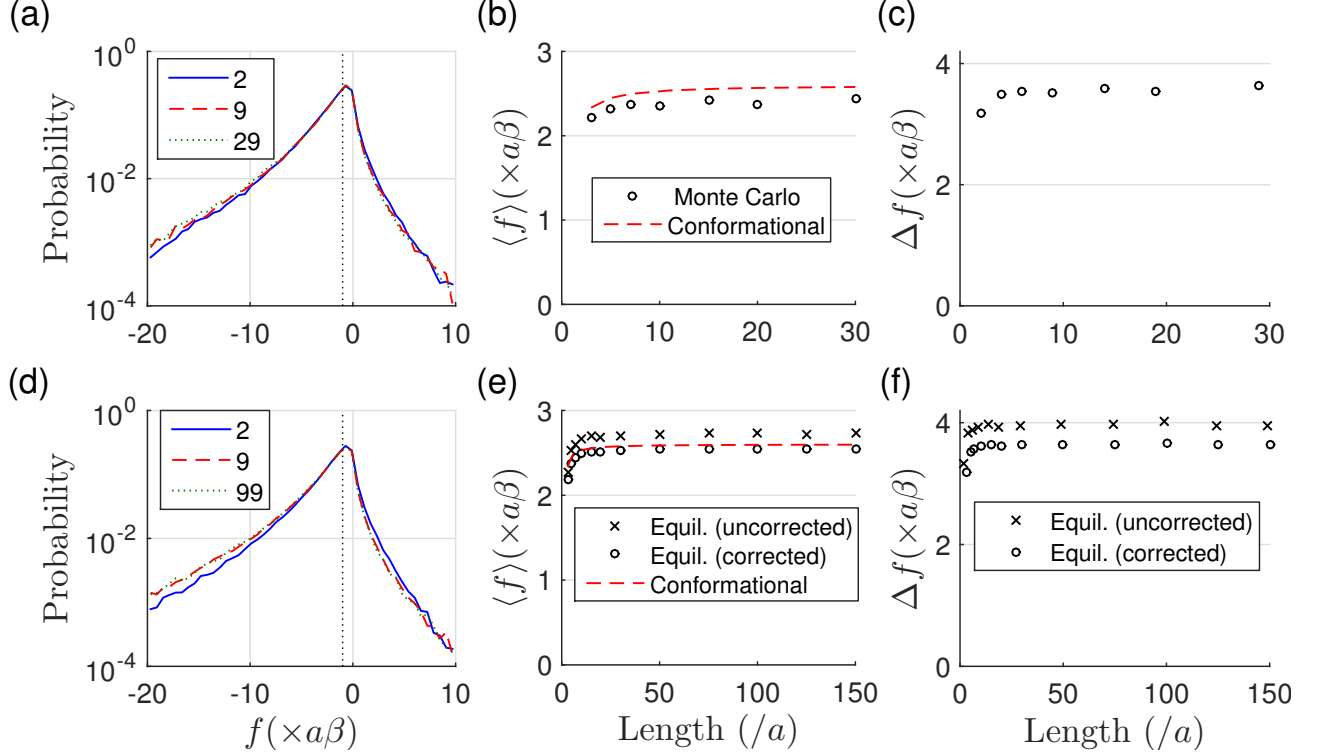 (a)
Probability
10^0
10^-2
10^-4
2
9
29
-20 -10 0 10
(b)
⟨f⟩(×aβ)
3
2
1
0
Monte Carlo
Conformational
0 10 20 30
(c)
Δf(×aβ)
4
2
0
0 10 20 30
(d)
Probability
10^0
10^-2
10^-4
2
9
99
-20 -10 0 10
f(×aβ)
(e)
⟨f⟩(×aβ)
3
2
1
0
Equil. (uncorrected)
Equil. (corrected)
Conformational
0 50 100 150
Length (/a)
(f)
Δf(×aβ)
4
2
0
Equil. (uncorrected)
Equil. (corrected)
0 50 100 150
Length (/a)